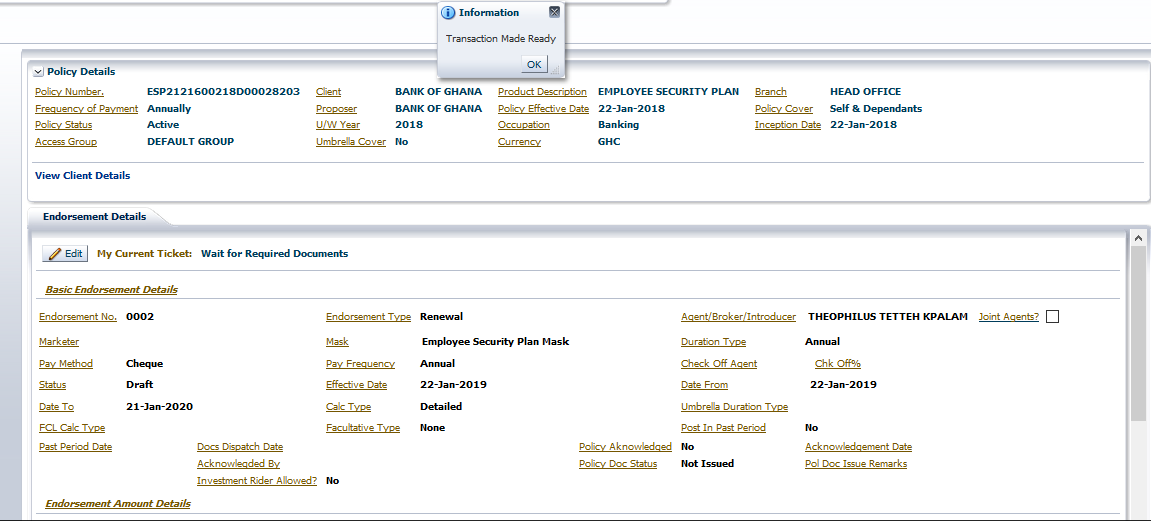 Information
Transaction Made Ready
OK
Policy Details
Policy Number. ESP2121600218D00028203 Client BANK OF GHANA Product Description EMPLOYEE SECURITY PLAN Branch HEAD OFFICE
Frequency of Payment Annually Proposer BANK OF GHANA Policy Effective Date 22-Jan-2018 Policy Cover Self & Dependants
Policy Status Active U/W Year 2018 Occupation Banking Inception Date 22-Jan-2018
Access Group DEFAULT GROUP Umbrella Cover No Currency GHC
View Client Details
Endorsement Details
Edit My Current Ticket: Wait for Required Documents
Basic Endorsement Details
Endorsement No. 0002 Endorsement Type Renewal Agent/Broker/Introducer THEOPHILUS TETTEH KPALAM Joint Agents?
Marketer Mask Employee Security Plan Mask Duration Type Annual
Pay Method Cheque Pay Frequency Annual Check Off Agent Chk Off%
Status Draft Effective Date 22-Jan-2019 Date From 22-Jan-2019
Date To 21-Jan-2020 Calc Type Detailed Umbrella Duration Type
FCL Calc Type Facultative Type None Post In Past Period No
Past Period Date Docs Dispatch Date Policy Aknowledged No Acknowledgement Date
Acknowlegded By Policy Doc Status Not Issued Pol Doc Issue Remarks
Investment Rider Allowed? No
Endorsement Amount Details